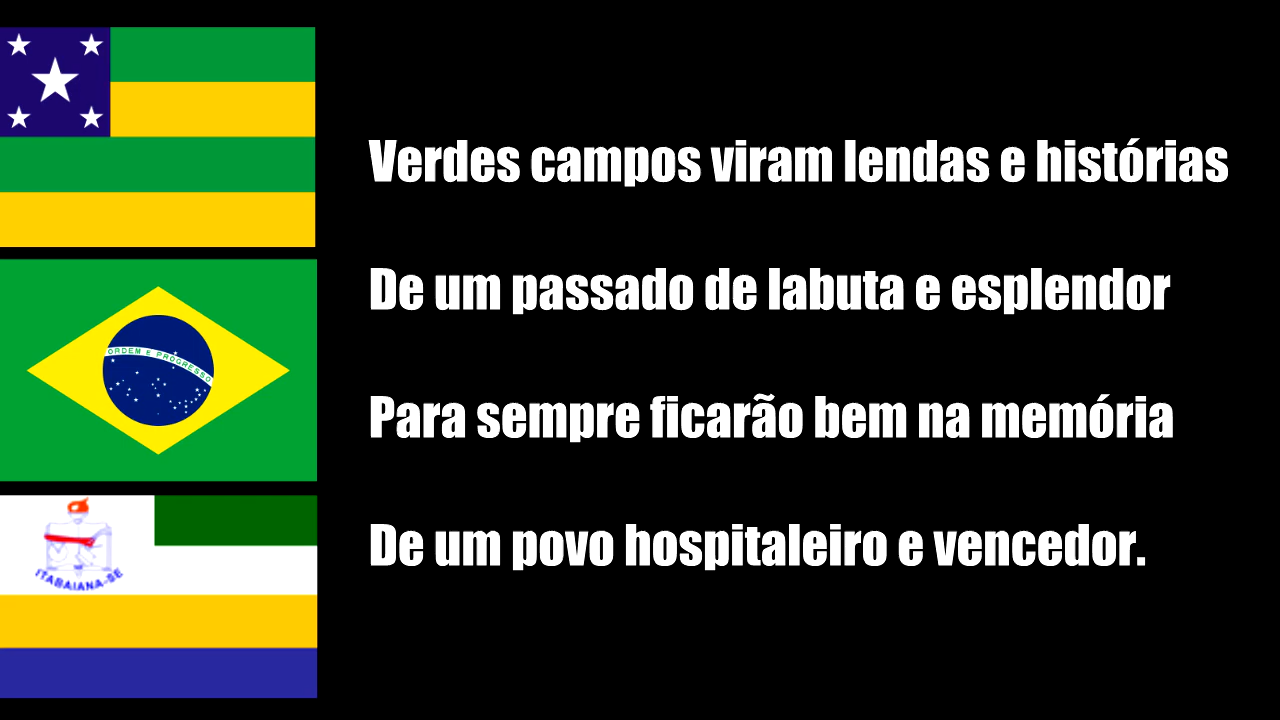 Verdes campos viram lendas e histórias
De um passado de labuta e esplendor
Para sempre ficarão bem na memória
De um povo hospitaleiro e vencedor.
ORDEM E PROGRESSO
ITABAIANA-SE